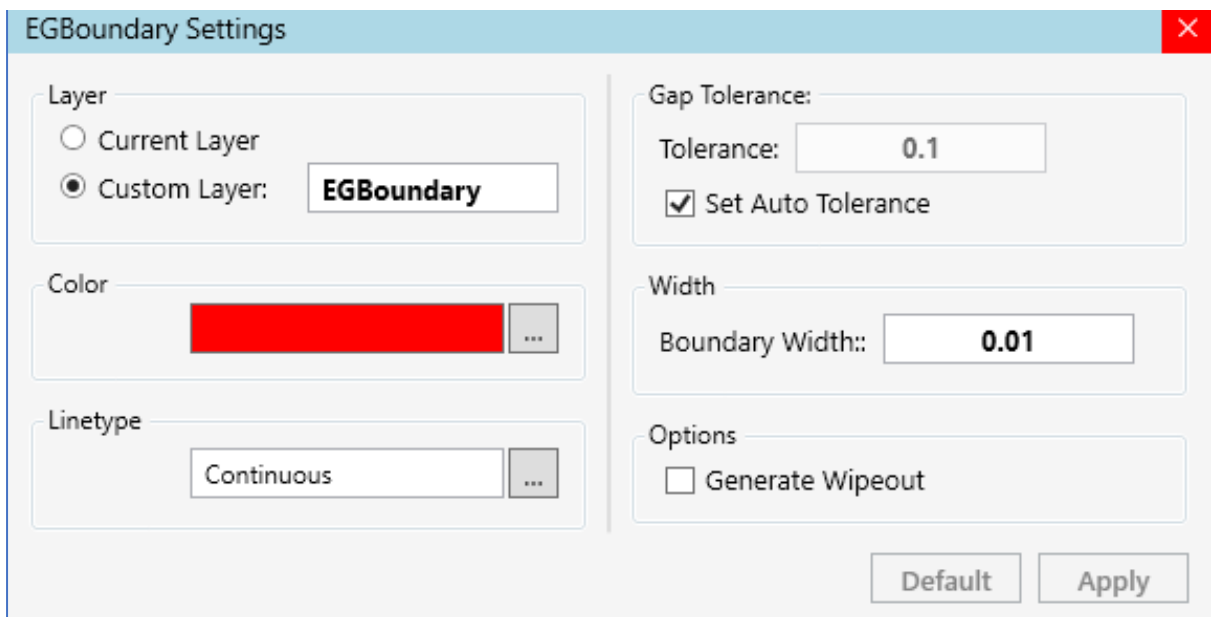 EGBoundary Settings
Layer
Current Layer
Custom Layer: EGBoundary
Color
...
Linetype
Continuous ...
Gap Tolerance:
Tolerance: 0.1
Set Auto Tolerance
Width
Boundary Width:: 0.01
Options
Generate Wipeout
Default Apply